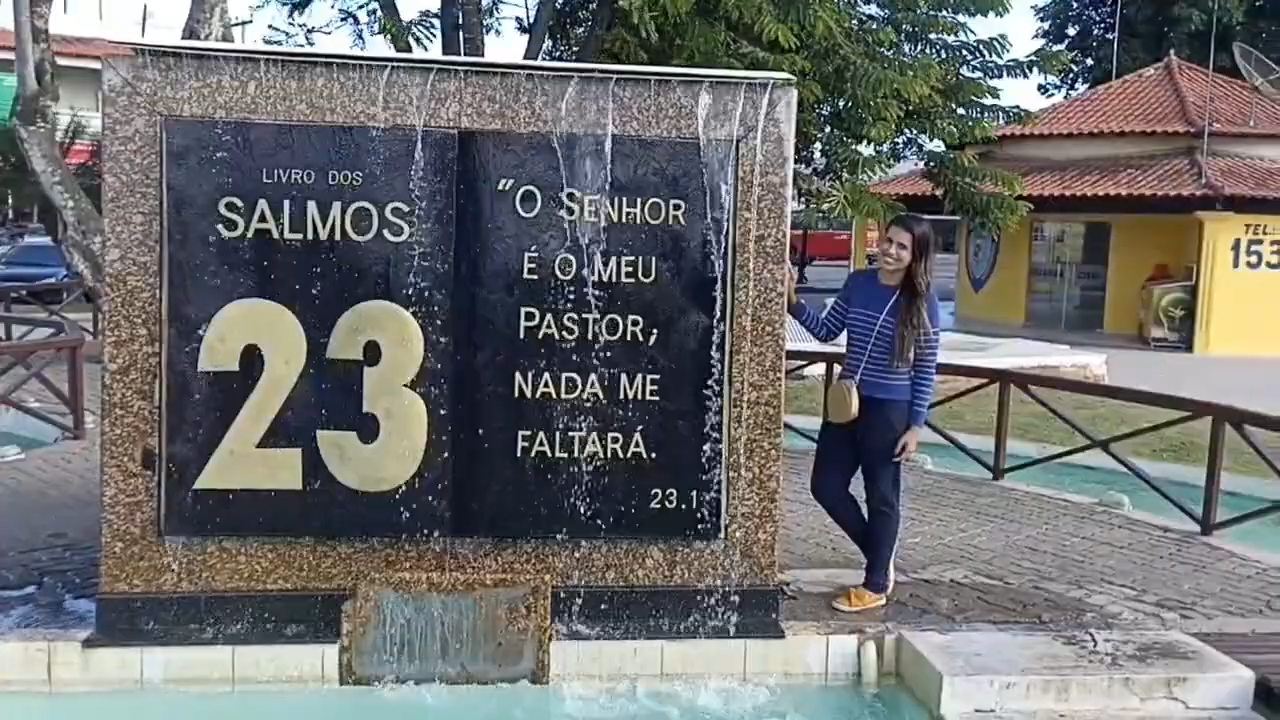 LIVRO DOS
SALMOS
23
"O SENHOR
É O MEU
PASTOR;
NADA ME
FALTARÁ.
23.1
TEL.:
153